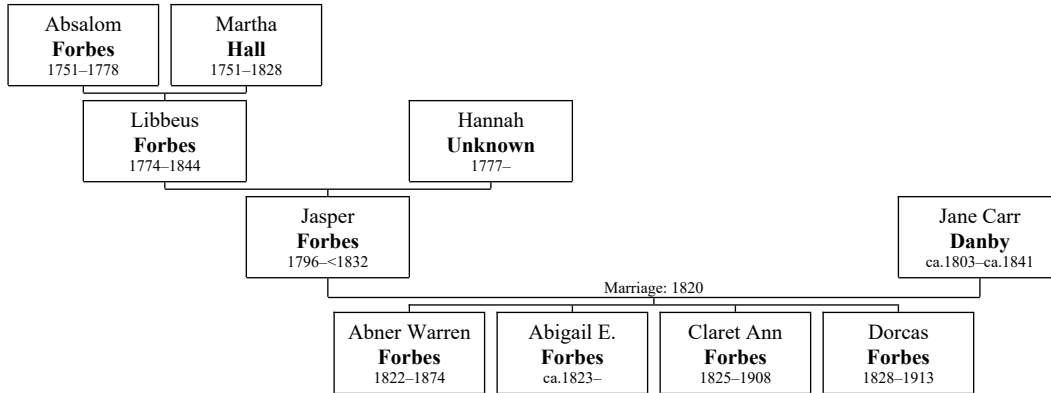 Absalom
Forbes
1751–1778
Martha
Hall
1751–1828
Libbeus
Forbes
1774–1844
Hannah
Unknown
1777–
Jasper
Forbes
1796–<1832
Jane Carr
Danby
ca.1803–ca.1841
Marriage: 1820
Abner Warren
Forbes
1822–1874
Abigail E.
Forbes
ca.1823–
Claret Ann
Forbes
1825–1908
Dorcas
Forbes
1828–1913